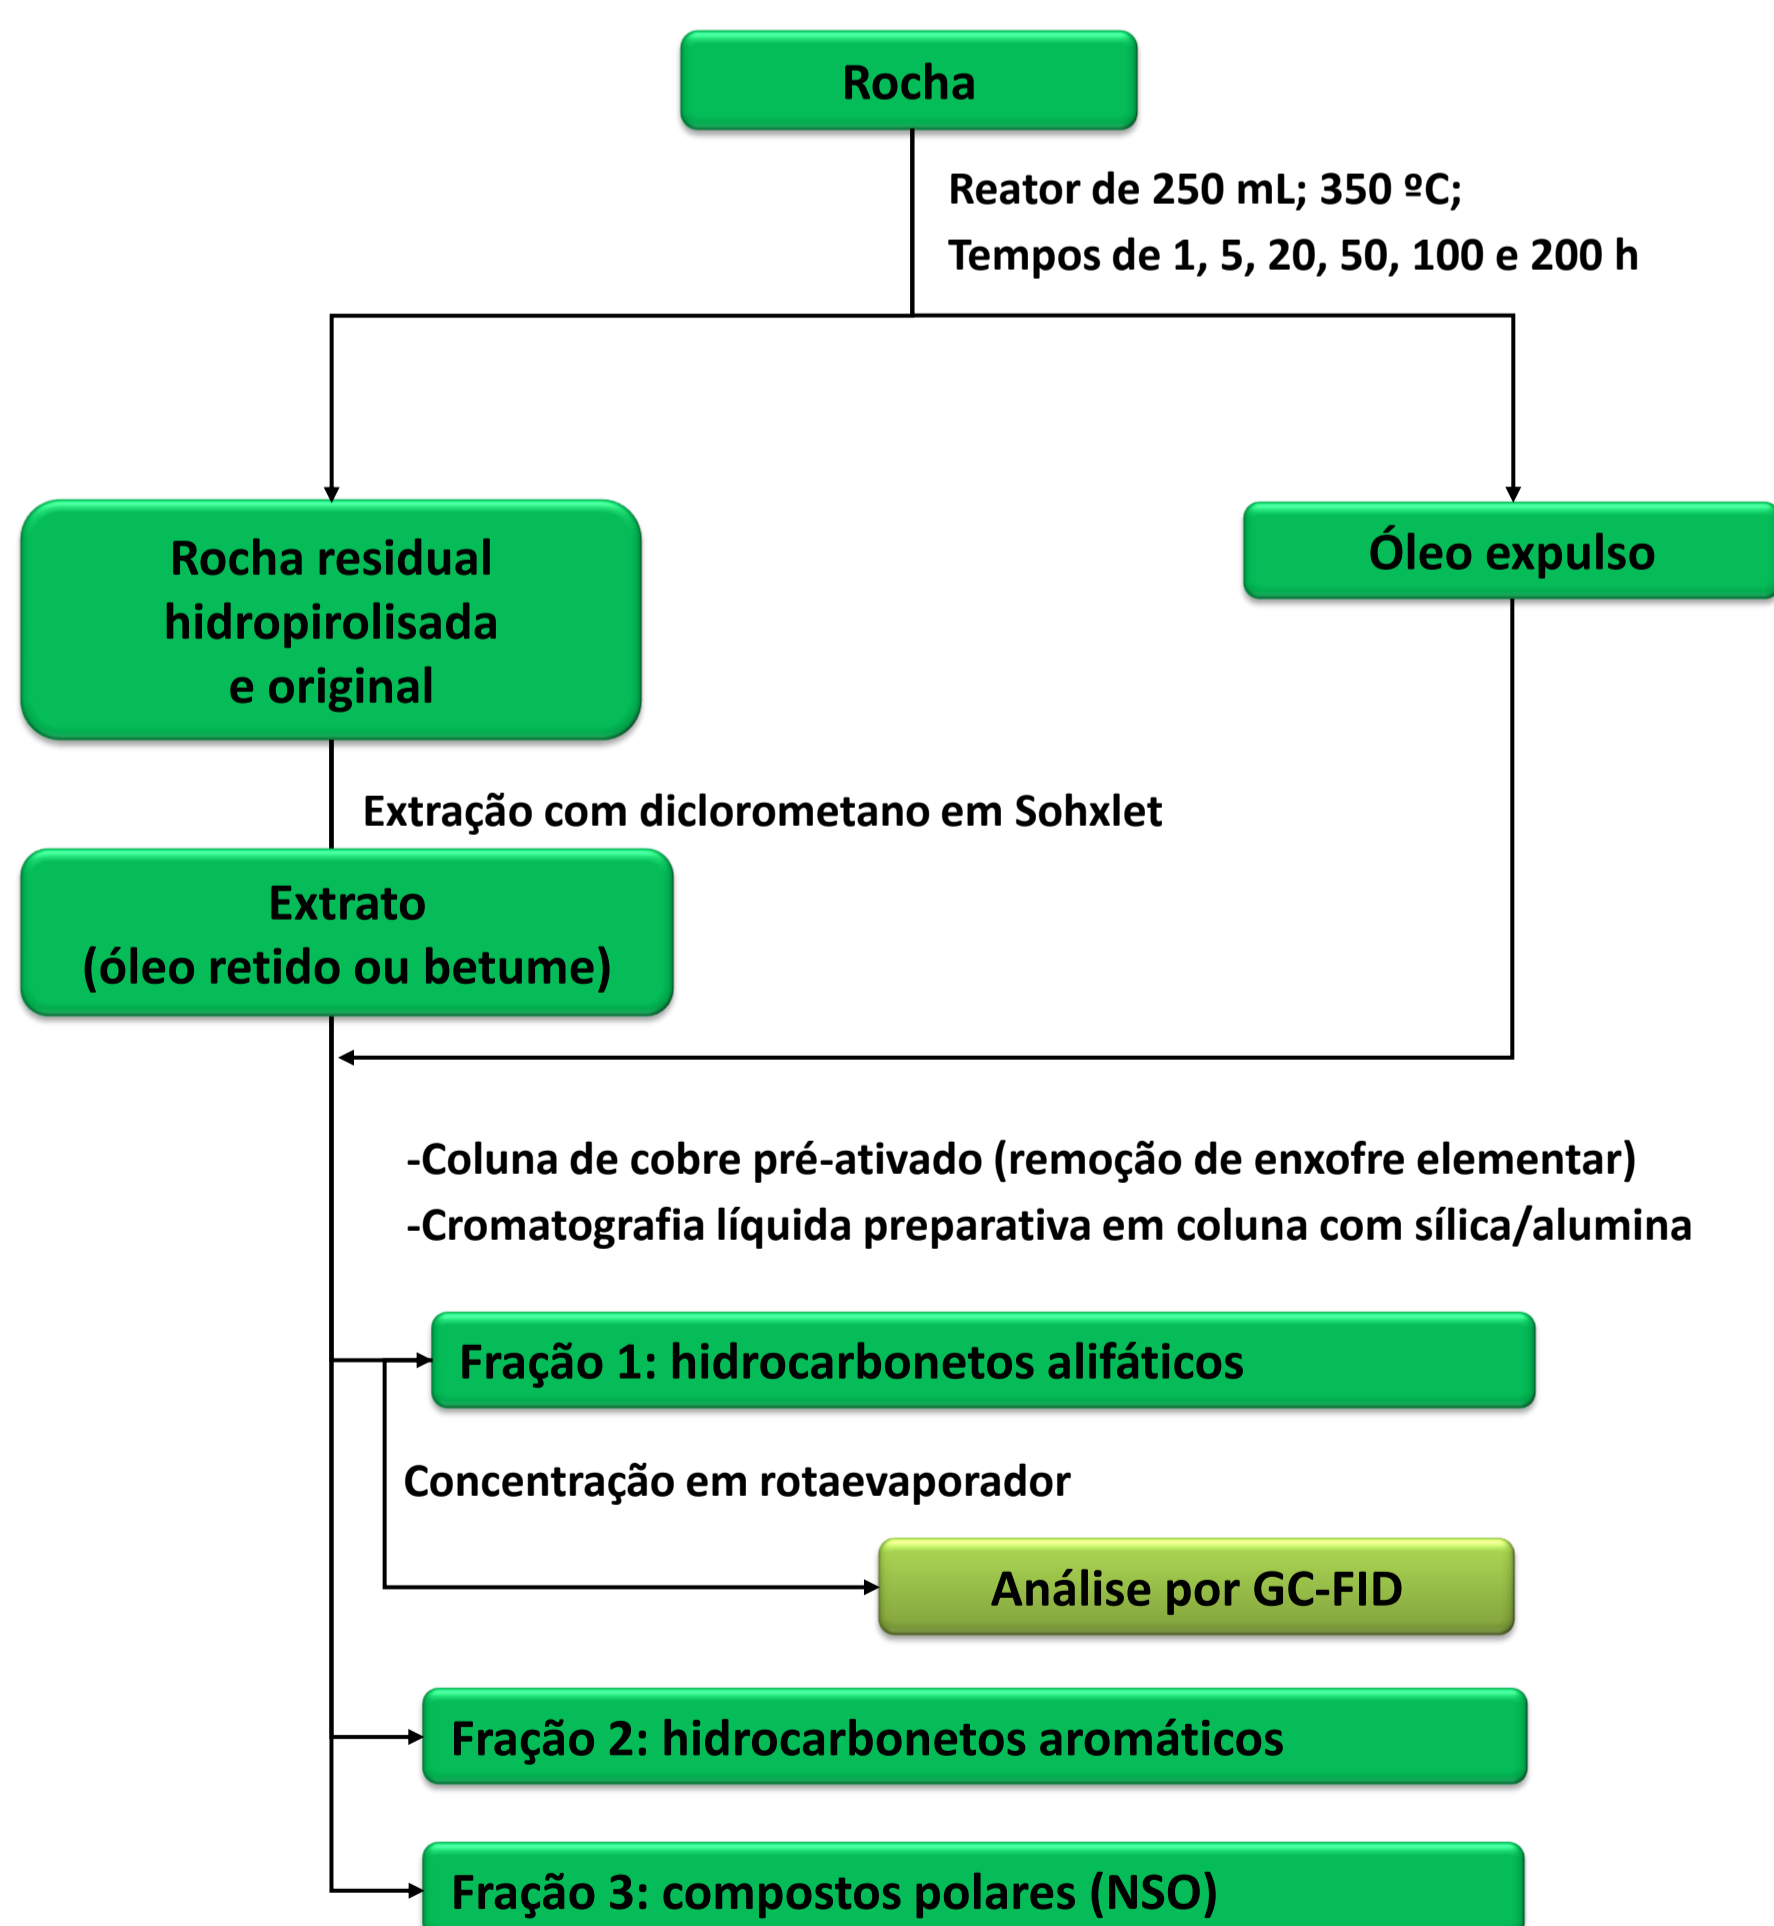 Rocha
Reator de 250 mL; 350 ºC;
Tempos de 1, 5, 20, 50, 100 e 200 h
Rocha residual
hidropirolisada
e original
Óleo expulso
Extração com diclorometano em Sohxlet
Extrato
(óleo retido ou betume)
-Coluna de cobre pré-ativado (remoção de enxofre elementar)
-Cromatografia líquida preparativa em coluna com sílica/alumina
Fração 1: hidrocarbonetos alifáticos
Concentração em rotaevaporador
Análise por GC-FID
Fração 2: hidrocarbonetos aromáticos
Fração 3: compostos polares (NSO)